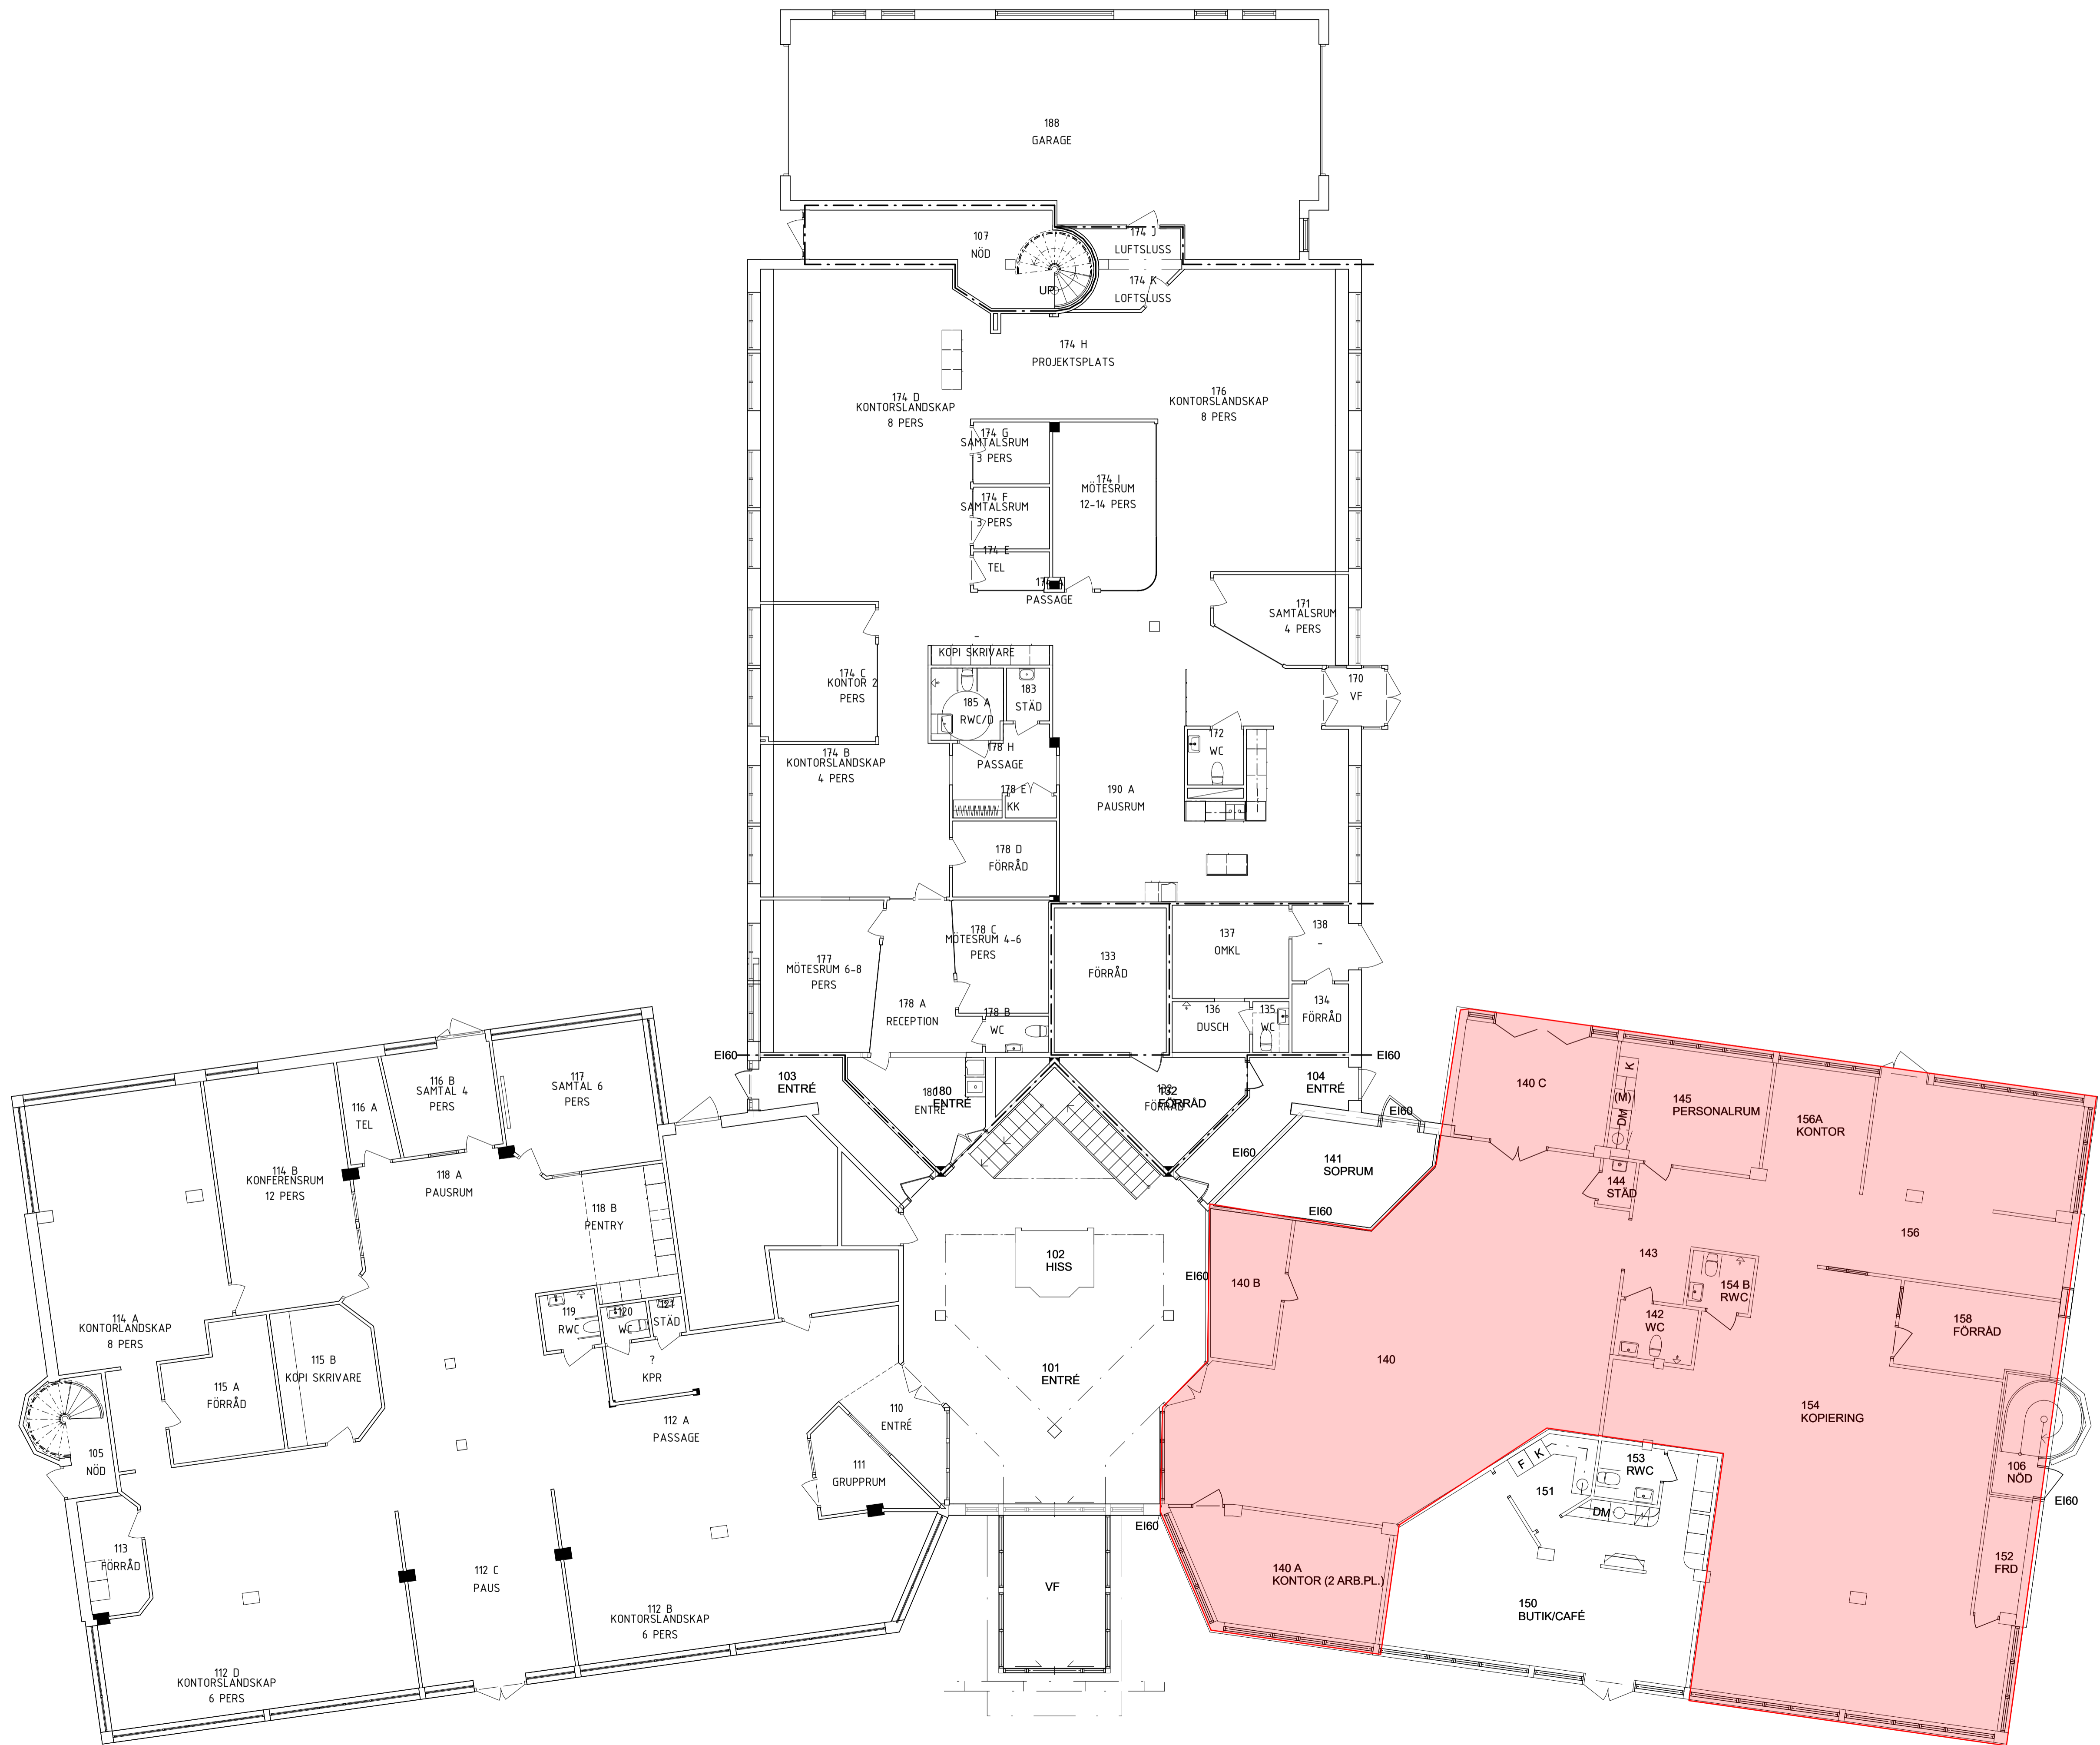 188
GARAGE
107
NÖD
UP
174 J
LUFTSLUSS
174 K
LOFTSLUSS
174 H
PROJEKTSPLATS
174 D
KONTORSLANDSKAP
8 PERS
176
KONTORSLANDSKAP
8 PERS
174 G
SAMTALSRUM
3 PERS
174 I
MÖTESRUM
12-14 PERS
174 F
SAMTALSRUM
3 PERS
174 E
TEL
174 A
PASSAGE
171
SAMTALSRUM
4 PERS
-
KOPI SKRIVARE
174 C
KONTOR 2
PERS
185 A
RWC/D
183
STÄD
170
VF
172
WC
174 B
KONTORSLANDSKAP
4 PERS
178 H
PASSAGE
178 E
KK
190 A
PAUSRUM
178 D
FÖRRÅD
177
MÖTESRUM 6-8
PERS
178 C
MÖTESRUM 4-6
PERS
133
FÖRRÅD
137
OMKL
138
-
178 A
RECEPTION
178 B
WC
136
DUSCH
135
WC
134
FÖRRÅD
EI60
EI60
103
ENTRÉ
180
ENTRÉ
180
ENTRÉ
132
FÖRRÅD
132
FÖRRÅD
104
ENTRÉ
EI60
EI60
141
SOPRUM
EI60
117
SAMTAL 6
PERS
116 B
SAMTAL 4
PERS
116 A
TEL
114 B
KONFERENSRUM
12 PERS
118 A
PAUSRUM
118 B
PENTRY
114 A
KONTORLANDSKAP
8 PERS
115 B
KOPI SKRIVARE
115 A
FÖRRÅD
119
RWC
120
WC
121
STÄD
?
KPR
112 A
PASSAGE
105
NÖD
113
FÖRRÅD
110
ENTRÉ
111
GRUPPRUM
112 C
PAUS
112 B
KONTORSLANDSKAP
6 PERS
112 D
KONTORSLANDSKAP
6 PERS
102
HISS
EI60
101
ENTRÉ
EI60
VF
140 C
K
(M)
DM
145
PERSONALRUM
156A
KONTOR
144
STÄD
143
156
140 B
154 B
RWC
142
WC
158
FÖRRÅD
140
154
KOPIERING
106
NÖD
EI60
F
K
153
RWC
151
DM
140 A
KONTOR (2 ARB.PL.)
150
BUTIK/CAFÉ
152
FRD